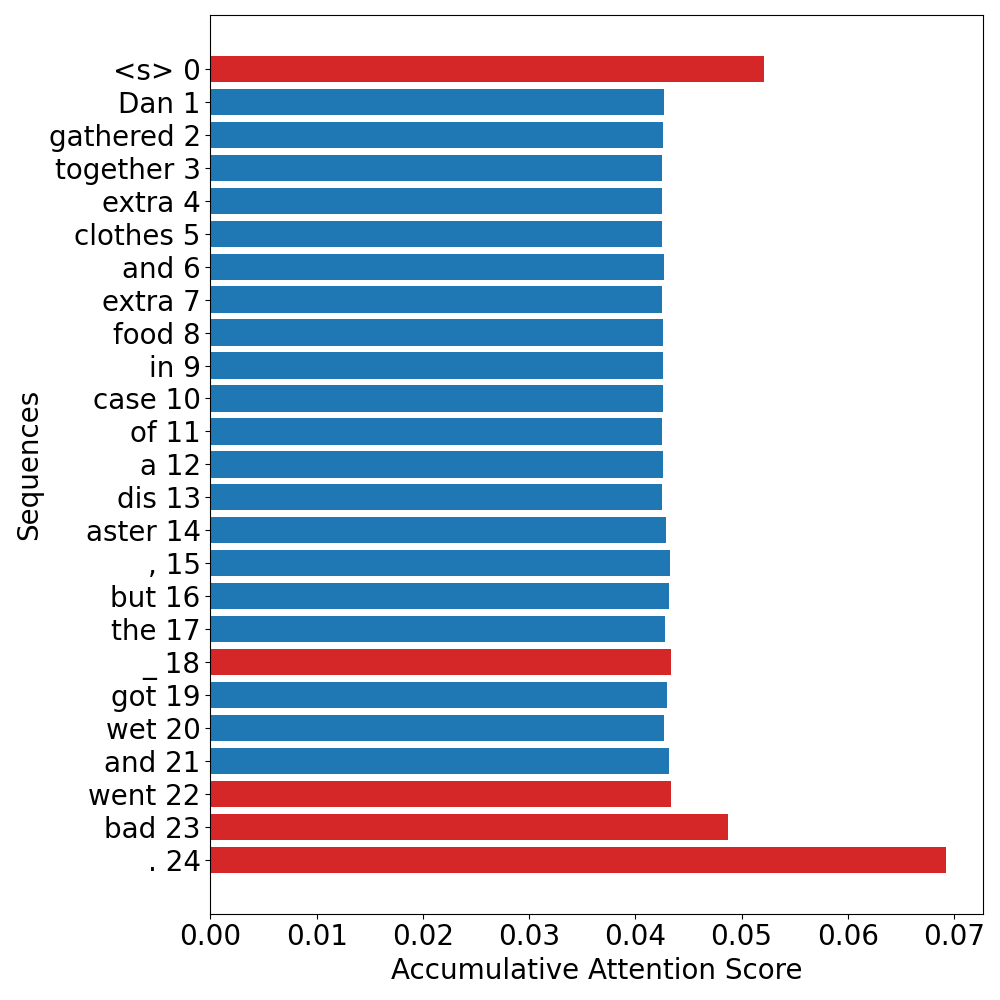 <s> 0
Dan 1
gathered 2
together 3
extra 4
clothes 5
and 6
extra 7
food 8
in 9
case 10
of 11
a 12
dis 13
aster 14
, 15
but 16
the 17
_ 18
got 19
wet 20
and 21
went 22
bad 23
. 24
Sequences
0.00 0.01 0.02 0.03 0.04 0.05 0.06 0.07
Accumulative Attention Score